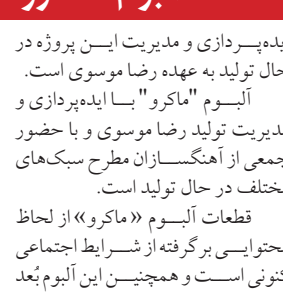 ایده‌پردازی و مدیریت این پروژه در
حال تولید به عهده رضا موسوی است.
آلبوم "ماکرو" با ایده‌پردازی و
مدیریت تولید رضا موسوی و با حضور
جمعی از آهنگسازان مطرح سبک‌های
مختلف در حال تولید است.
قطعات آلبوم « ماکرو» از لحاظ
محتوایی برگرفته از شرایط اجتماعی
کنونی است و همچنین این آلبوم بُعد